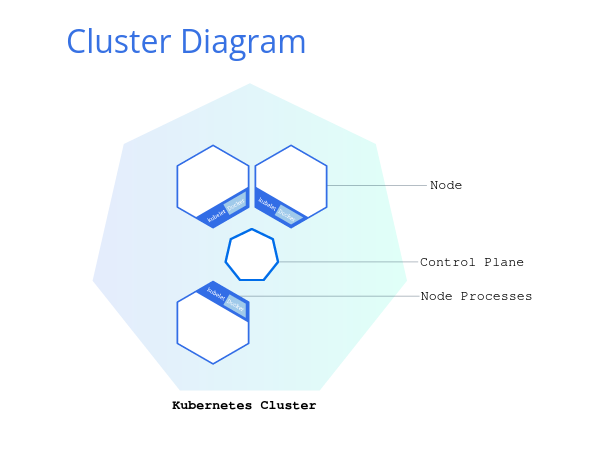 Cluster Diagram
kubelet
Docker
kubelet
Docker
Node
Control Plane
kubelet
Docker
Node Processes
Kubernetes Cluster